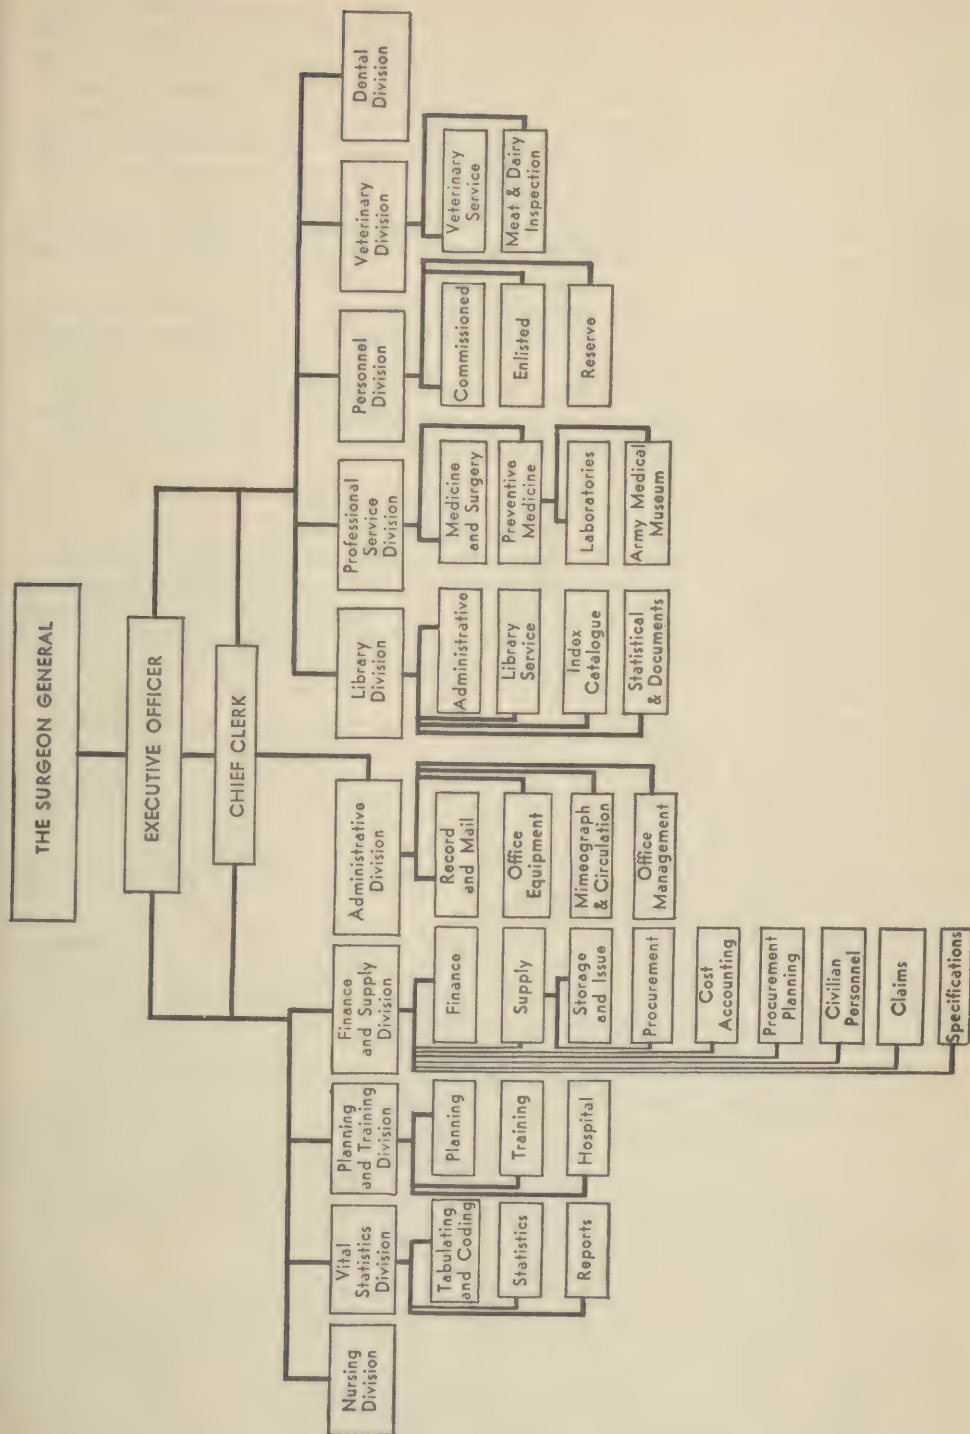 THE SURGEON GENERAL
EXECUTIVE OFFICER
CHIEF CLERK
Nursing
Division
Vital
Statistics
Division
Tabulating
and Coding
Statistics
Reports
Planning
and Training
Division
Planning
Training
Hospital
Finance
and Supply
Division
Finance
Supply
Storage
and Issue
Procurement
Cost
Accounting
Procurement
Planning
Civilian
Personnel
Claims
Specifications
Administrative
Division
Record
and Mail
Office
Equipment
Mimeograph
& Circulation
Office
Management
Library
Division
Administrative
Library
Service
Index
Catalogue
Statistical
& Documents
Professional
Service
Division
Medicine
and Surgery
Preventive
Medicine
Laboratories
Army Medical
Museum
Personnel
Division
Commissioned
Enlisted
Reserve
Veterinary
Division
Veterinary
Service
Meat & Dairy
Inspection
Dental
Division